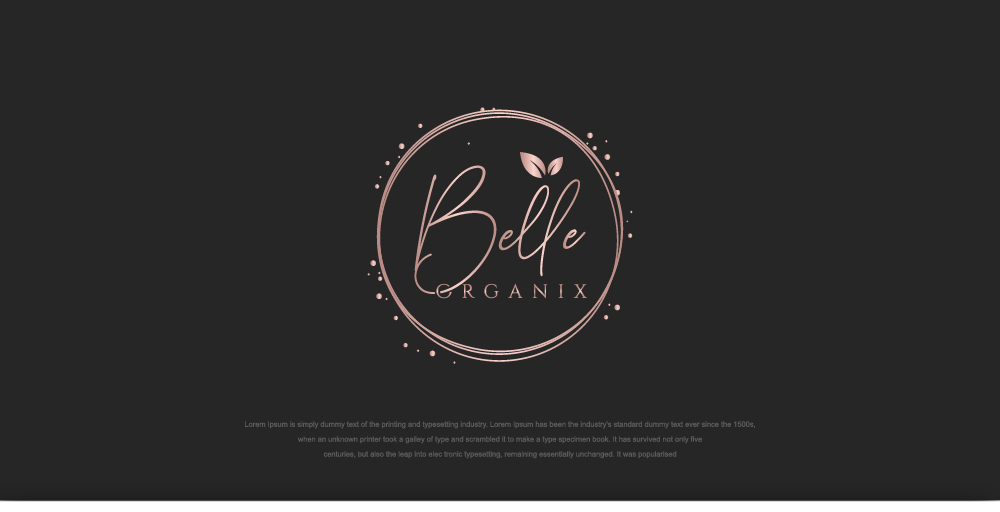 Belle
ORGANIX
Lorem Ipsum is simply dummy text of the printing and typesetting industry. Lorem Ipsum has been the industry's standard dummy text ever since the 1500s,
when an unknown printer took a galley of type and scrambled it to make a type specimen book. It has survived not only five
centuries, but also the leap into elec tronic typesetting, remaining essentially unchanged. It was popularised